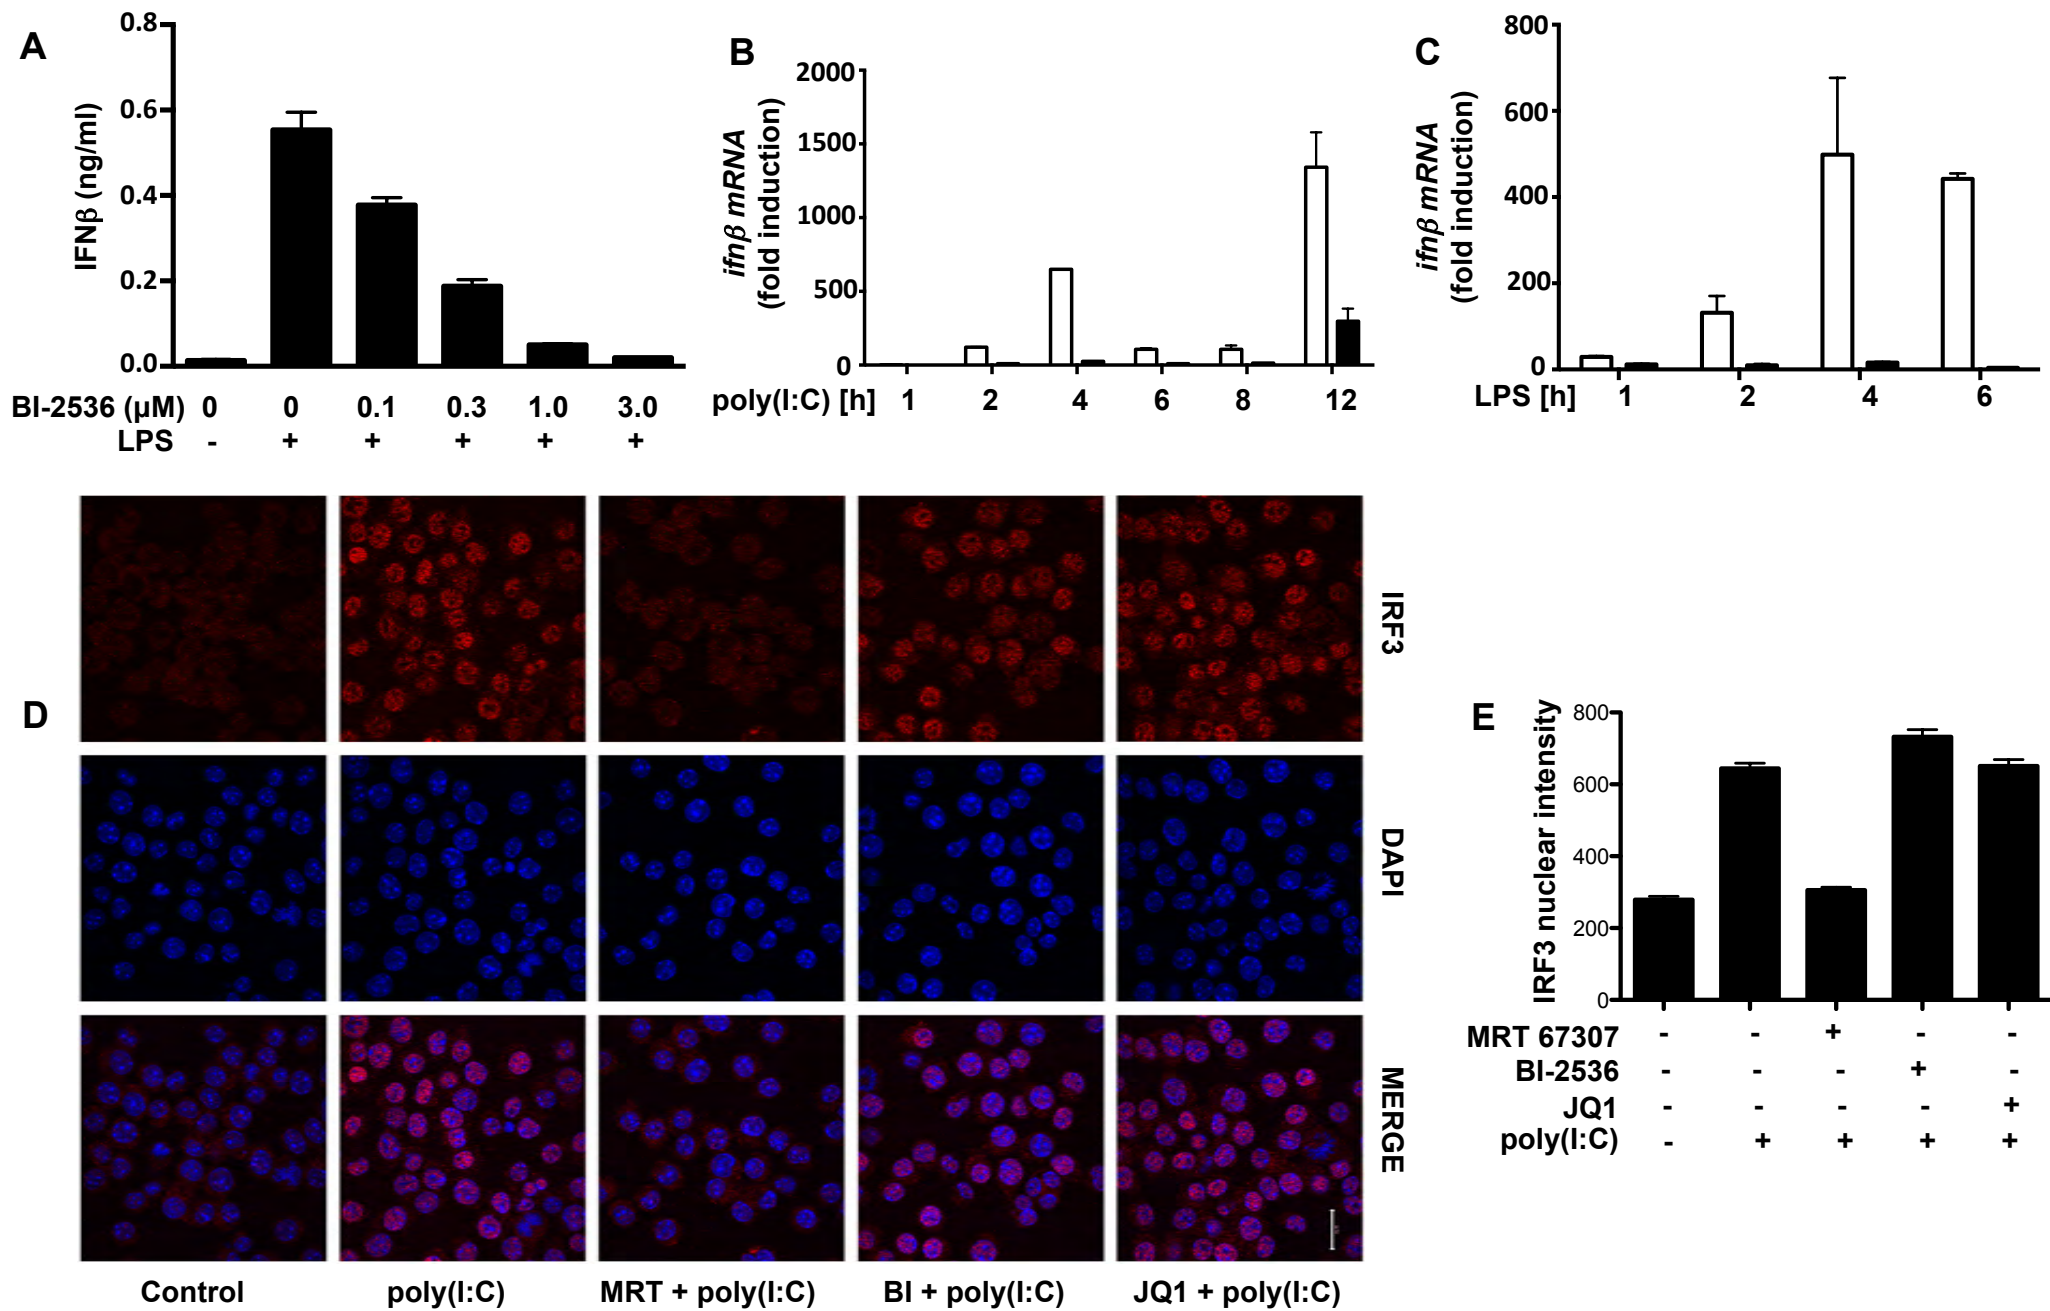 A
IFNβ (ng/ml)
0.8
0.6
0.4
0.2
0.0
BI-2536 (µM) 0 0 0.1 0.3 1.0 3.0
LPS - + + + + +
B
ifnβ mRNA
(fold induction)
2000
1500
1000
500
0
poly(I:C) [h] 1 2 4 6 8 12
C
ifnβ mRNA
(fold induction)
800
600
400
200
0
LPS [h] 1 2 4 6
D
IRF3
DAPI
MERGE
Control poly(I:C) MRT + poly(I:C) BI + poly(I:C) JQ1 + poly(I:C)
E
IRF3 nuclear intensity
800
600
400
200
0
MRT 67307 - - + - -
BI-2536 - - - + -
JQ1 - - - - +
poly(I:C) - + + + +